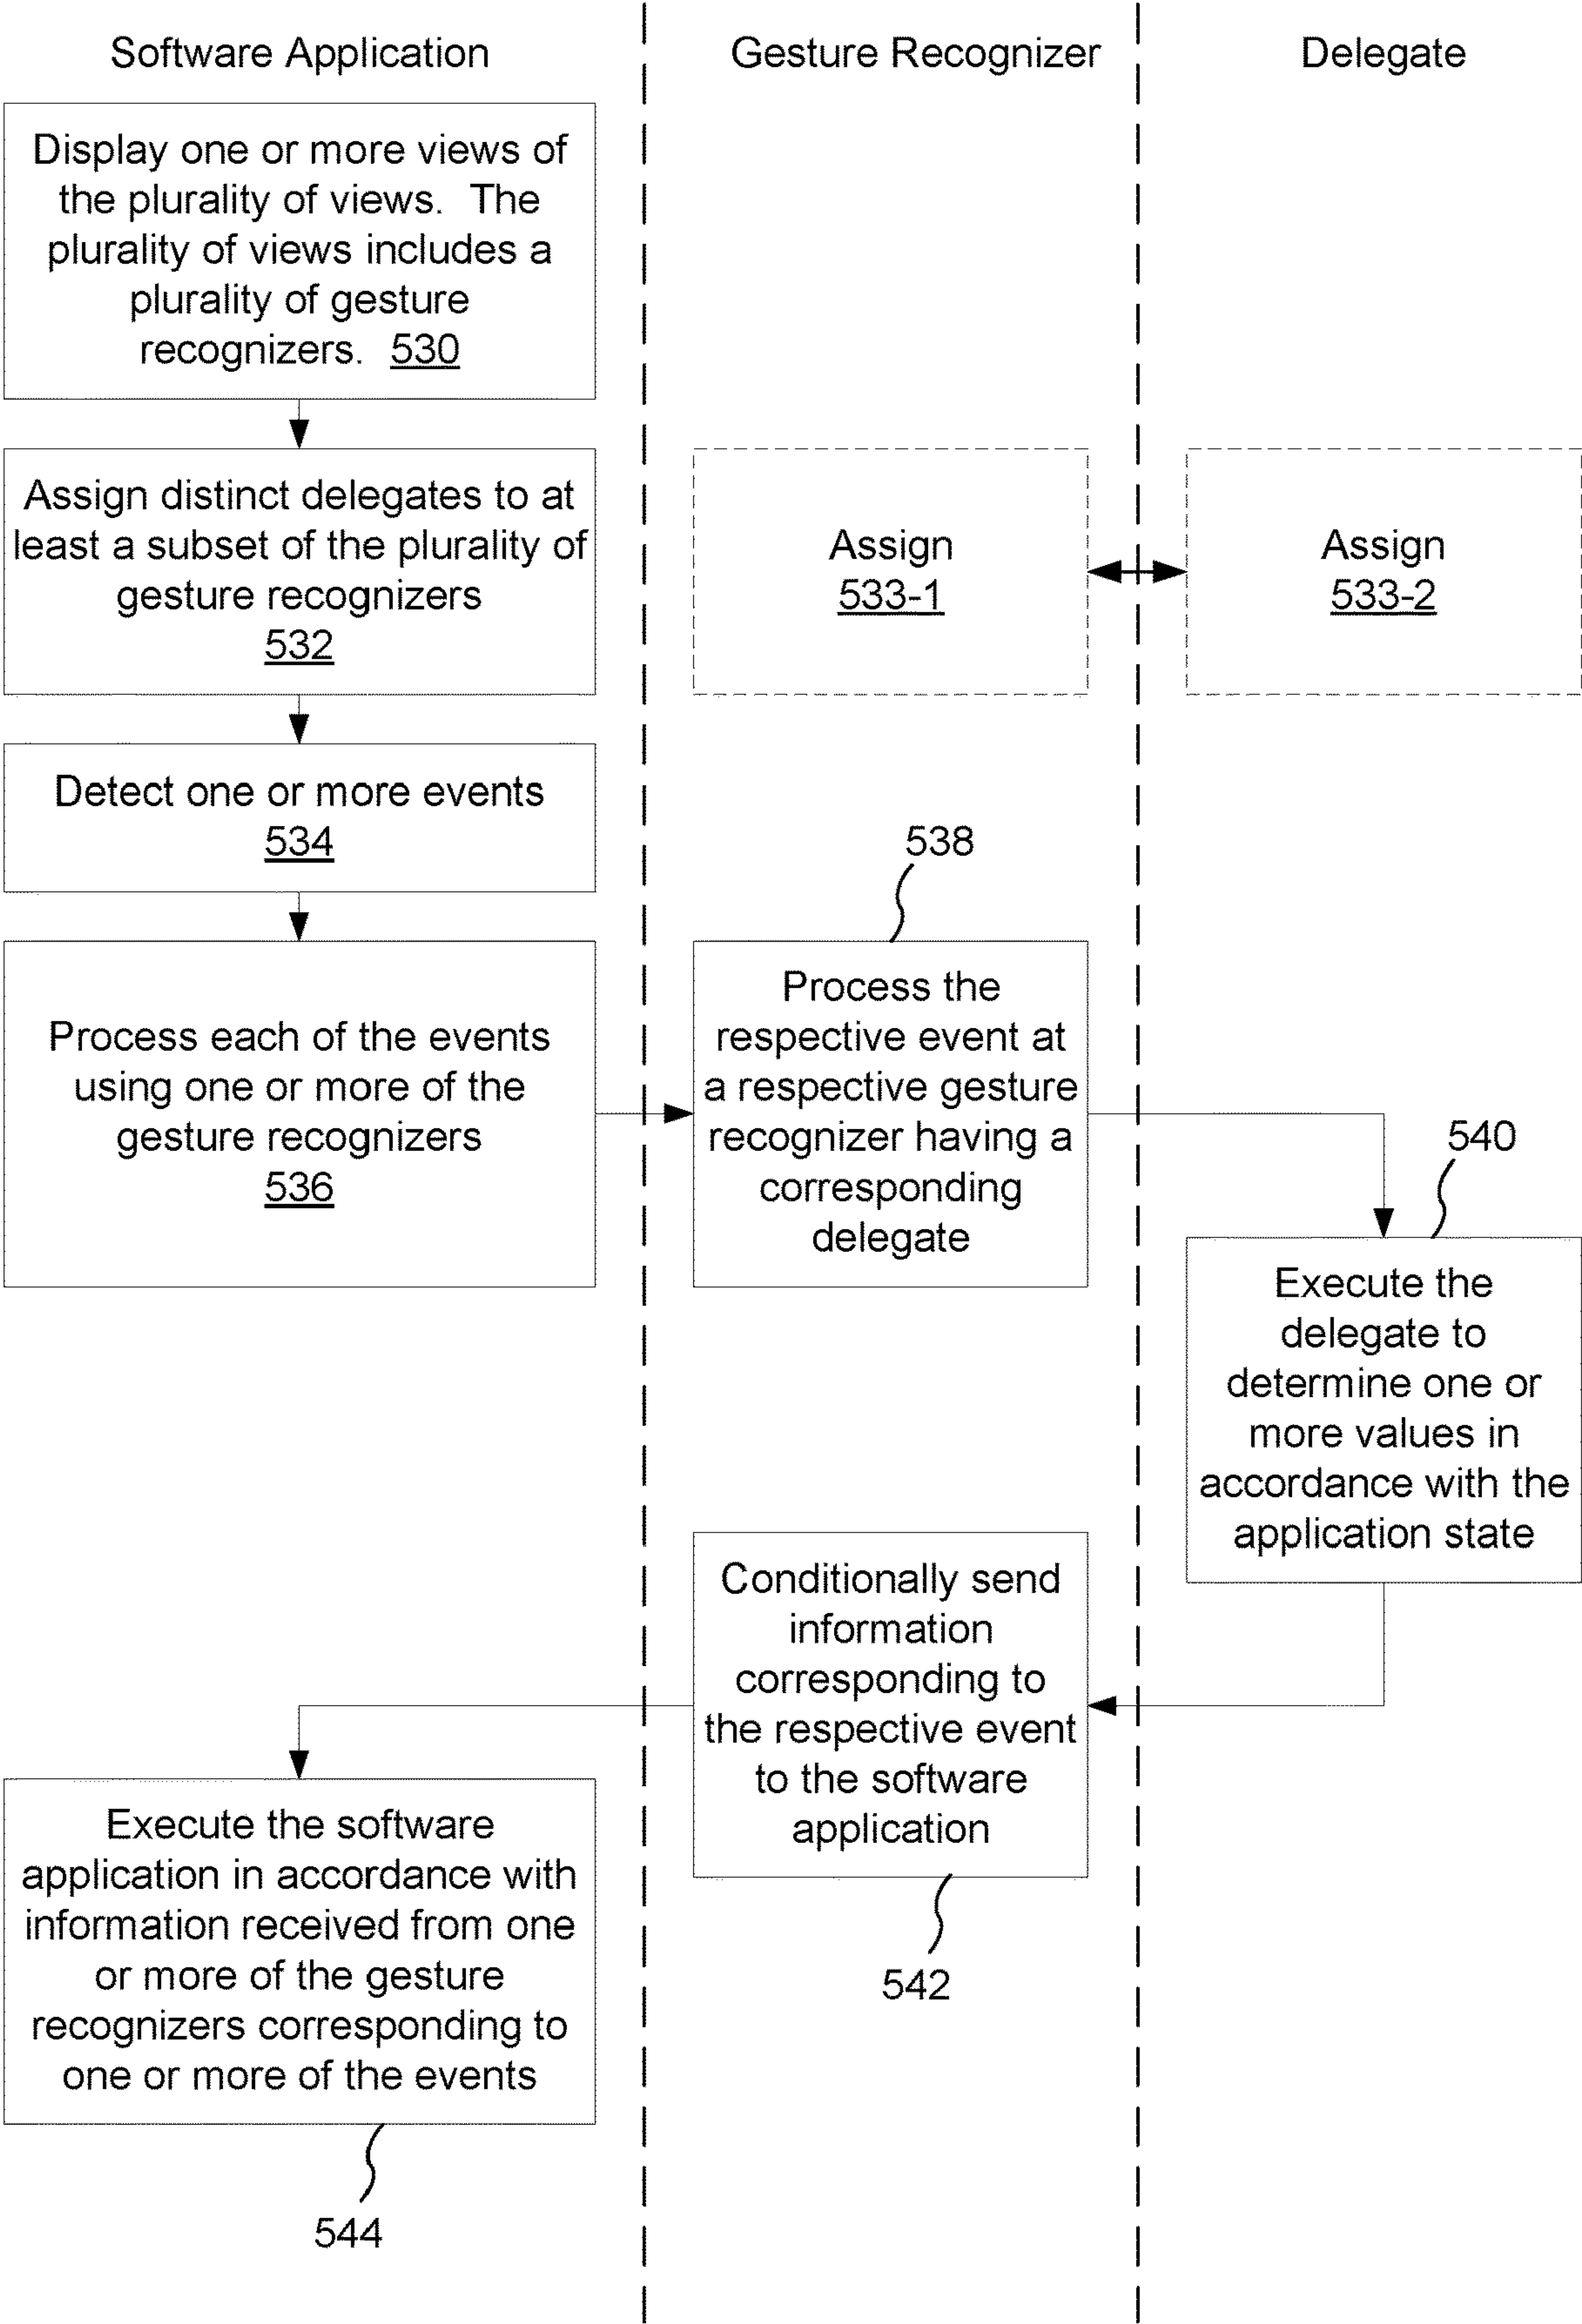 Software Application
Gesture Recognizer
Delegate
Display one or more views of
the plurality of views. The
plurality of views includes a
plurality of gesture
recognizers. 530
Assign distinct delegates to at
least a subset of the plurality of
gesture recognizers
532
Assign
533-1
Assign
533-2
Detect one or more events
534
Process each of the events
using one or more of the
gesture recognizers
536
538
Process the
respective event at
a respective gesture
recognizer having a
corresponding
delegate
540
Execute the
delegate to
determine one or
more values in
accordance with the
application state
Conditionally send
information
corresponding to
the respective event
to the software
application
542
Execute the software
application in accordance with
information received from one
or more of the gesture
recognizers corresponding to
one or more of the events
544